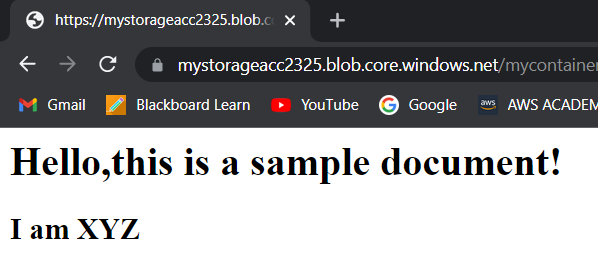 https://mystorageacc2325.blob.c
mystorageacc2325.blob.core.windows.net/mycontainer
Gmail Blackboard Learn YouTube Google aws AWS ACADEM
Hello,this is a sample document!
I am XYZ